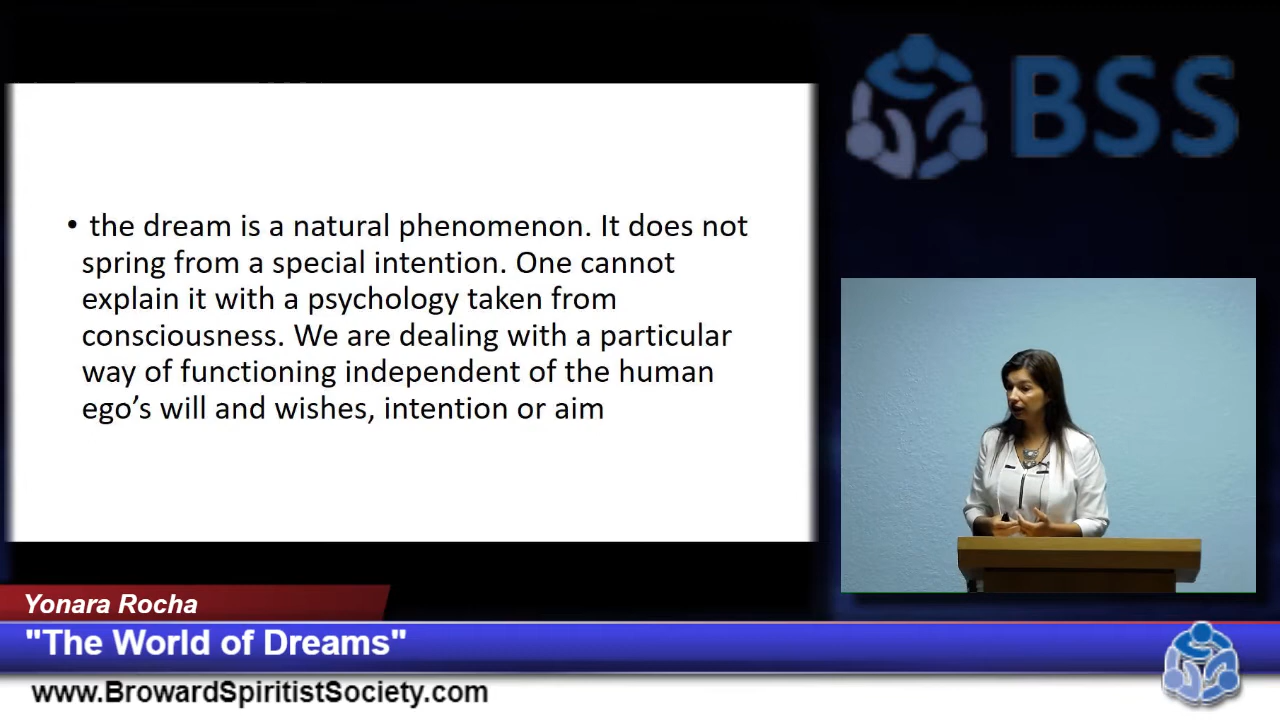 BSS
• the dream is a natural phenomenon. It does not
spring from a special intention. One cannot
explain it with a psychology taken from
consciousness. We are dealing with a particular
way of functioning independent of the human
ego’s will and wishes, intention or aim
Yonara Rocha
"The World of Dreams"
www.BrowardSpiritistSociety.com